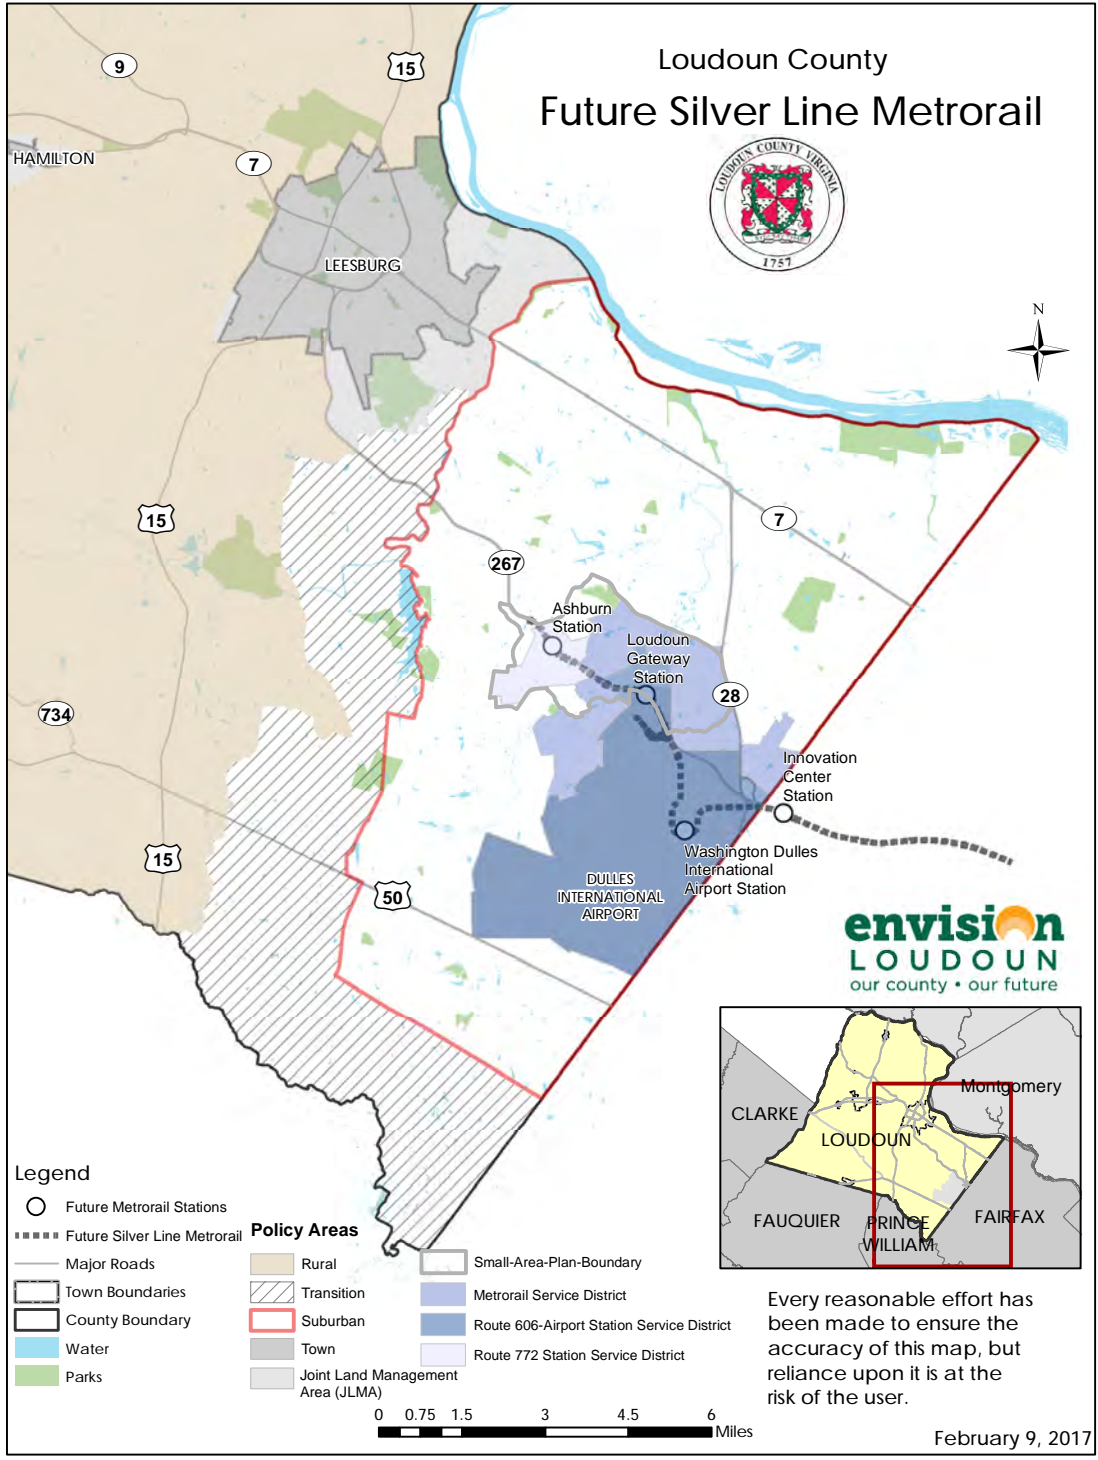 Loudoun County
Future Silver Line Metrorail
LOUDOUN COUNTY VIRGINIA
1757
N
9
15
HAMILTON
7
LEESBURG
15
7
267
Ashburn
Station
Loudoun
Gateway
Station
28
734
Innovation
Center
Station
15
Washington Dulles
International
Airport Station
50
DULLES
INTERNATIONAL
AIRPORT
envision
LOUDOUN
our county • our future
Montgomery
CLARKE
LOUDOUN
FAUQUIER
PRINCE
WILLIAM
FAIRFAX
Legend
Future Metrorail Stations
Future Silver Line Metrorail
Major Roads
Town Boundaries
County Boundary
Water
Parks
Policy Areas
Rural
Transition
Suburban
Town
Joint Land Management
Area (JLMA)
Small-Area-Plan-Boundary
Metrorail Service District
Route 606-Airport Station Service District
Route 772 Station Service District
0 0.75 1.5 3 4.5 6
Miles
Every reasonable effort has
been made to ensure the
accuracy of this map, but
reliance upon it is at the
risk of the user.
February 9, 2017